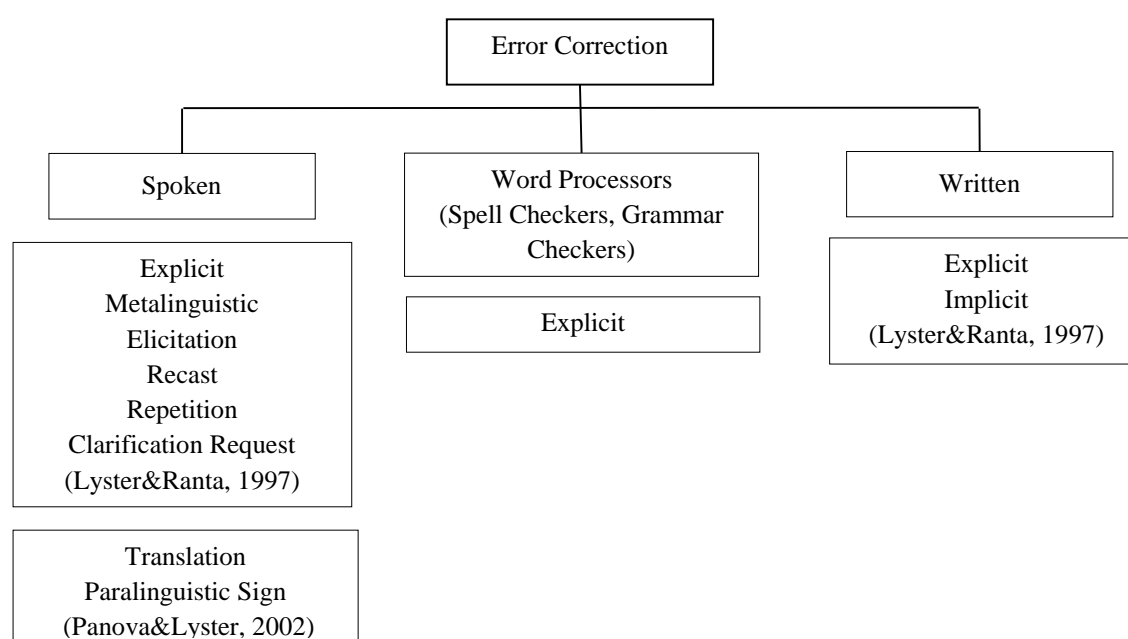 Error Correction
Spoken
Explicit
Metalinguistic
Elicitation
Recast
Repetition
Clarification Request
(Lyster&Ranta, 1997)
Translation
Paralinguistic Sign
(Panova&Lyster, 2002)
Word Processors
(Spell Checkers, Grammar
Checkers)
Explicit
Written
Explicit
Implicit
(Lyster&Ranta, 1997)